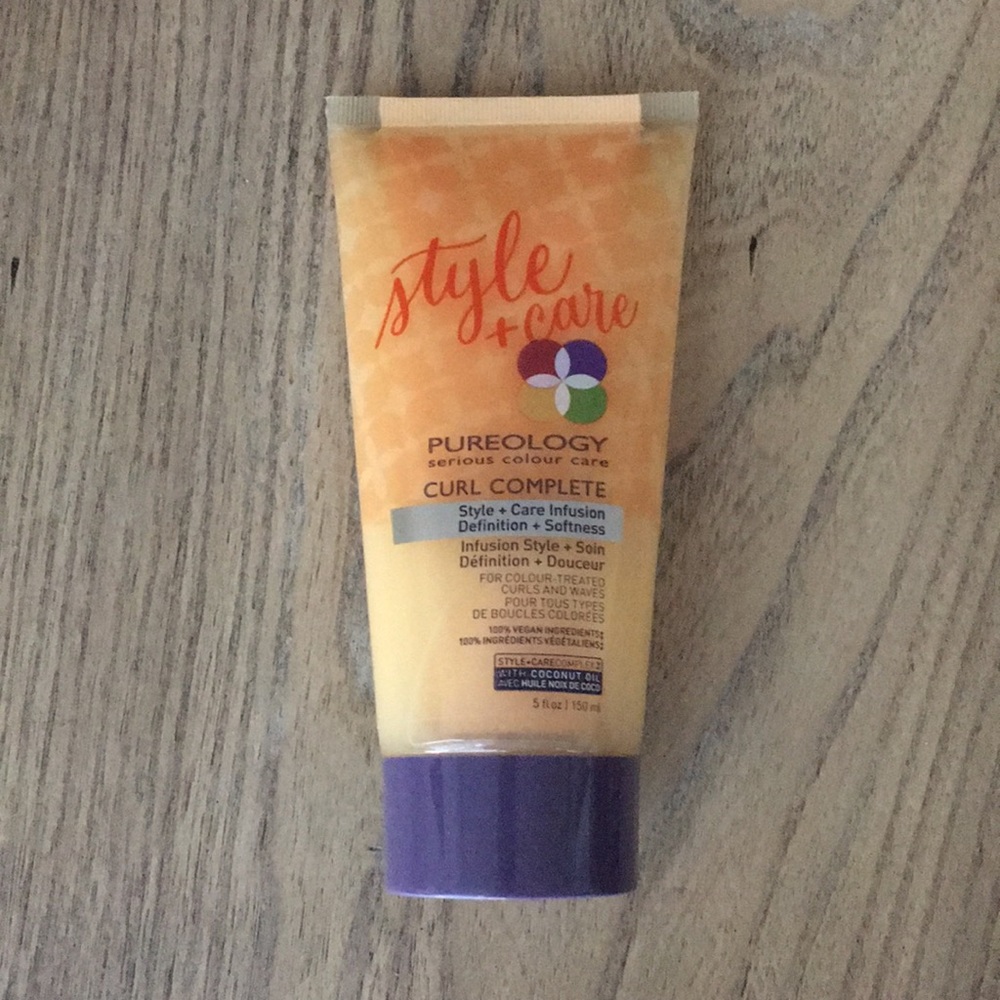 style
+ care
PUREOLOGY
serious colour care
CURL COMPLETE
Style + Care Infusion
Definition + Softness
Infusion Style + Soin
Définition + Douceur
FOR COLOUR-TREATED
CURLS AND WAVES
POUR TOUS TYPES
DE BOUCLES COLORÉES
100% VEGAN INGREDIENTS‡
100% INGRÉDIENTS VÉGÉTALIENS‡
STYLE+CARECOMPLEX‡
WITH COCONUT OIL
AVEC HUILE NOIX DE COCO
5 fl oz | 150 ml